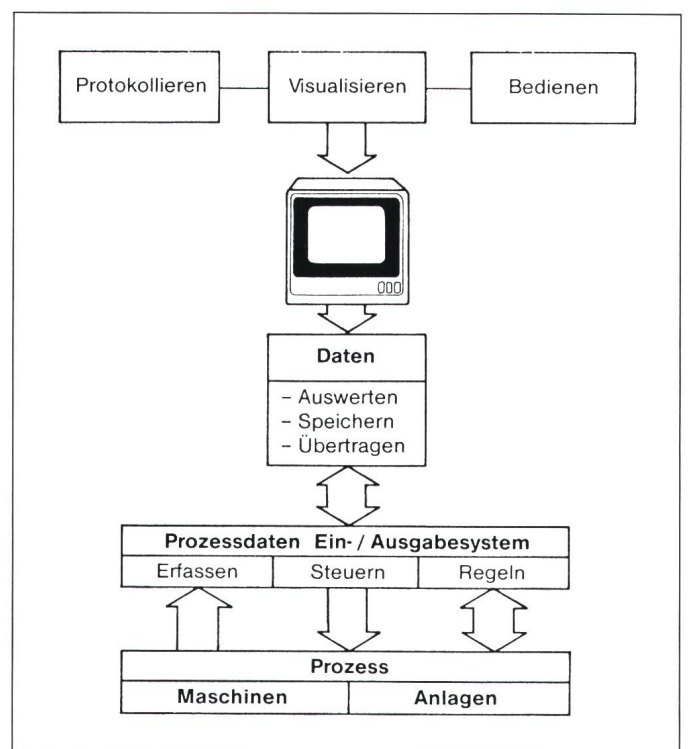 Protokollieren Visualisieren Bedienen
Daten
– Auswerten
– Speichern
– Übertragen
Prozessdaten Ein- / Ausgabesystem
Erfassen Steuern Regeln
Prozess
Maschinen Anlagen